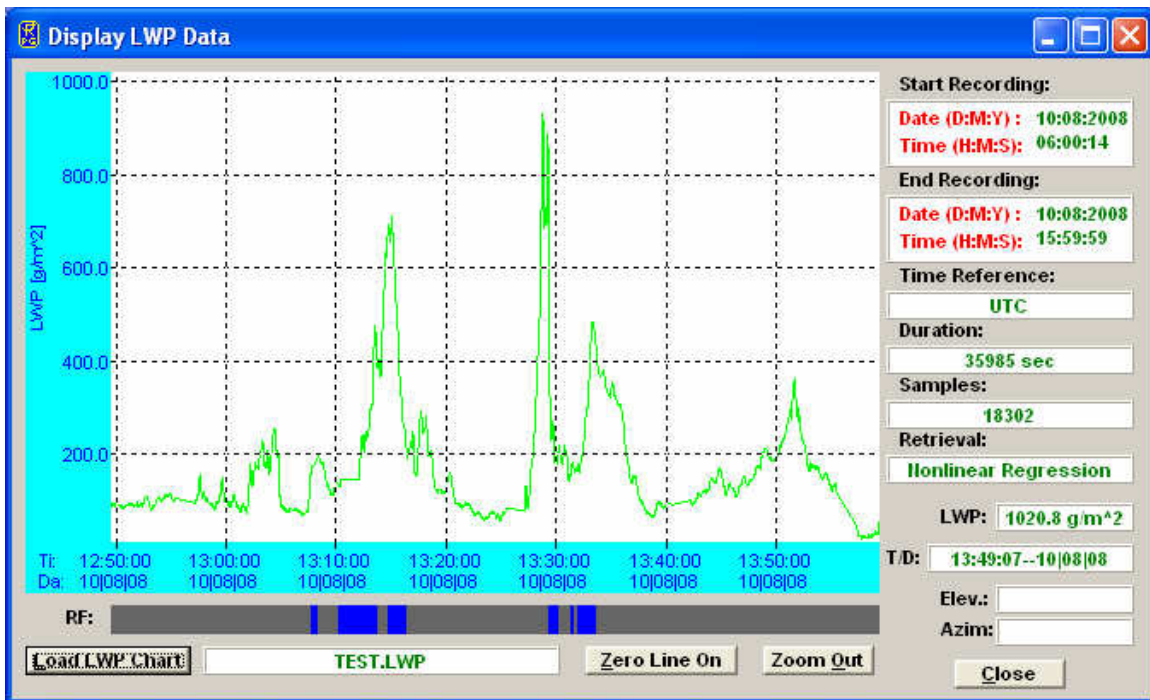 Display LWP Data
1000.0
800.0
600.0
400.0
200.0
LWP [g/m^2]
Ti: 12:50:00 13:00:00 13:10:00 13:20:00 13:30:00 13:40:00 13:50:00
Da: 10|08|08 10|08|08 10|08|08 10|08|08 10|08|08 10|08|08 10|08|08
RF:
Load LWP Chart TEST.LWP Zero Line On Zoom Out
Start Recording:
Date (D:M:Y) : 10:08:2008
Time (H:M:S): 06:00:14
End Recording:
Date (D:M:Y) : 10:08:2008
Time (H:M:S): 15:59:59
Time Reference:
UTC
Duration:
35985 sec
Samples:
18302
Retrieval:
Nonlinear Regression
LWP: 1020.8 g/m^2
T/D: 13:49:07--10|08|08
Elev.:
Azim:
Close